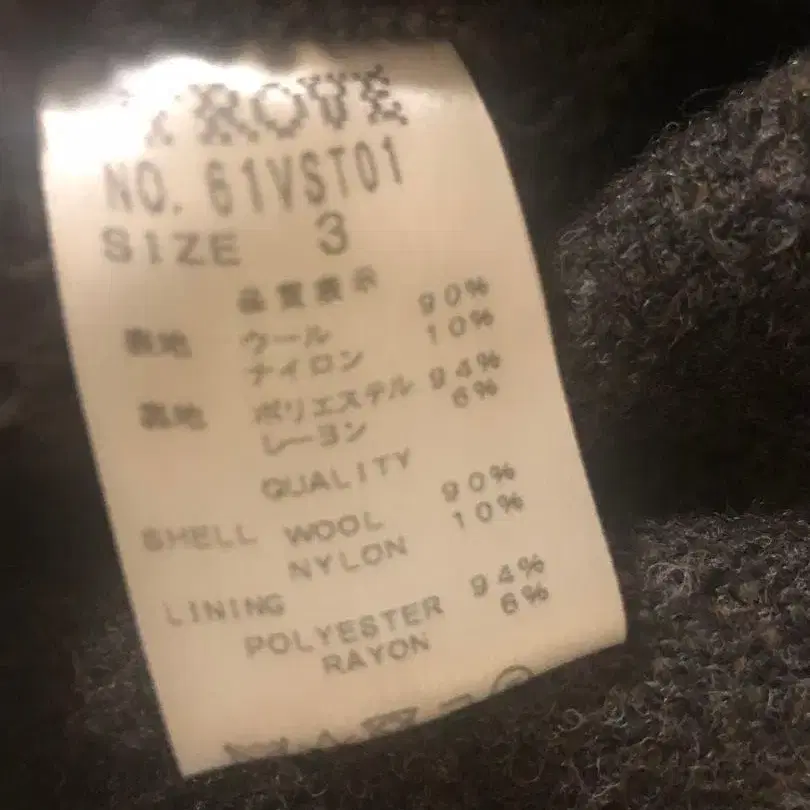 TROVE
NO. 61VST01
SIZE 3
品質表示
表地 ウール 90%
ナイロン 10%
裏地 ポリエステル 94%
レーヨン 6%
QUALITY
SHELL WOOL 90%
NYLON 10%
LINING
POLYESTER 94%
RAYON 6%